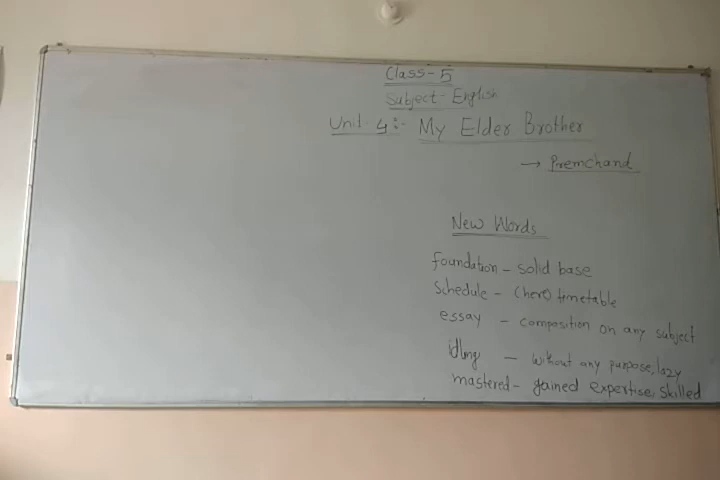 Class-5
Subject- English
Unit-4:- My Elder Brother
→ Premchand
New Words
Foundation - solid base
Schedule - (here) timetable
essay - composition on any subject
idling - without any purpose, lazy
mastered - gained expertise, skilled